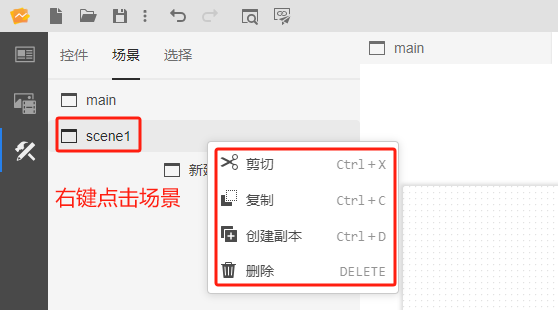 控件 场景 选择 main
main
scene1
新建
剪切 Ctrl+X
右键点击场景
复制 Ctrl+C
创建副本 Ctrl+D
删除 DELETE